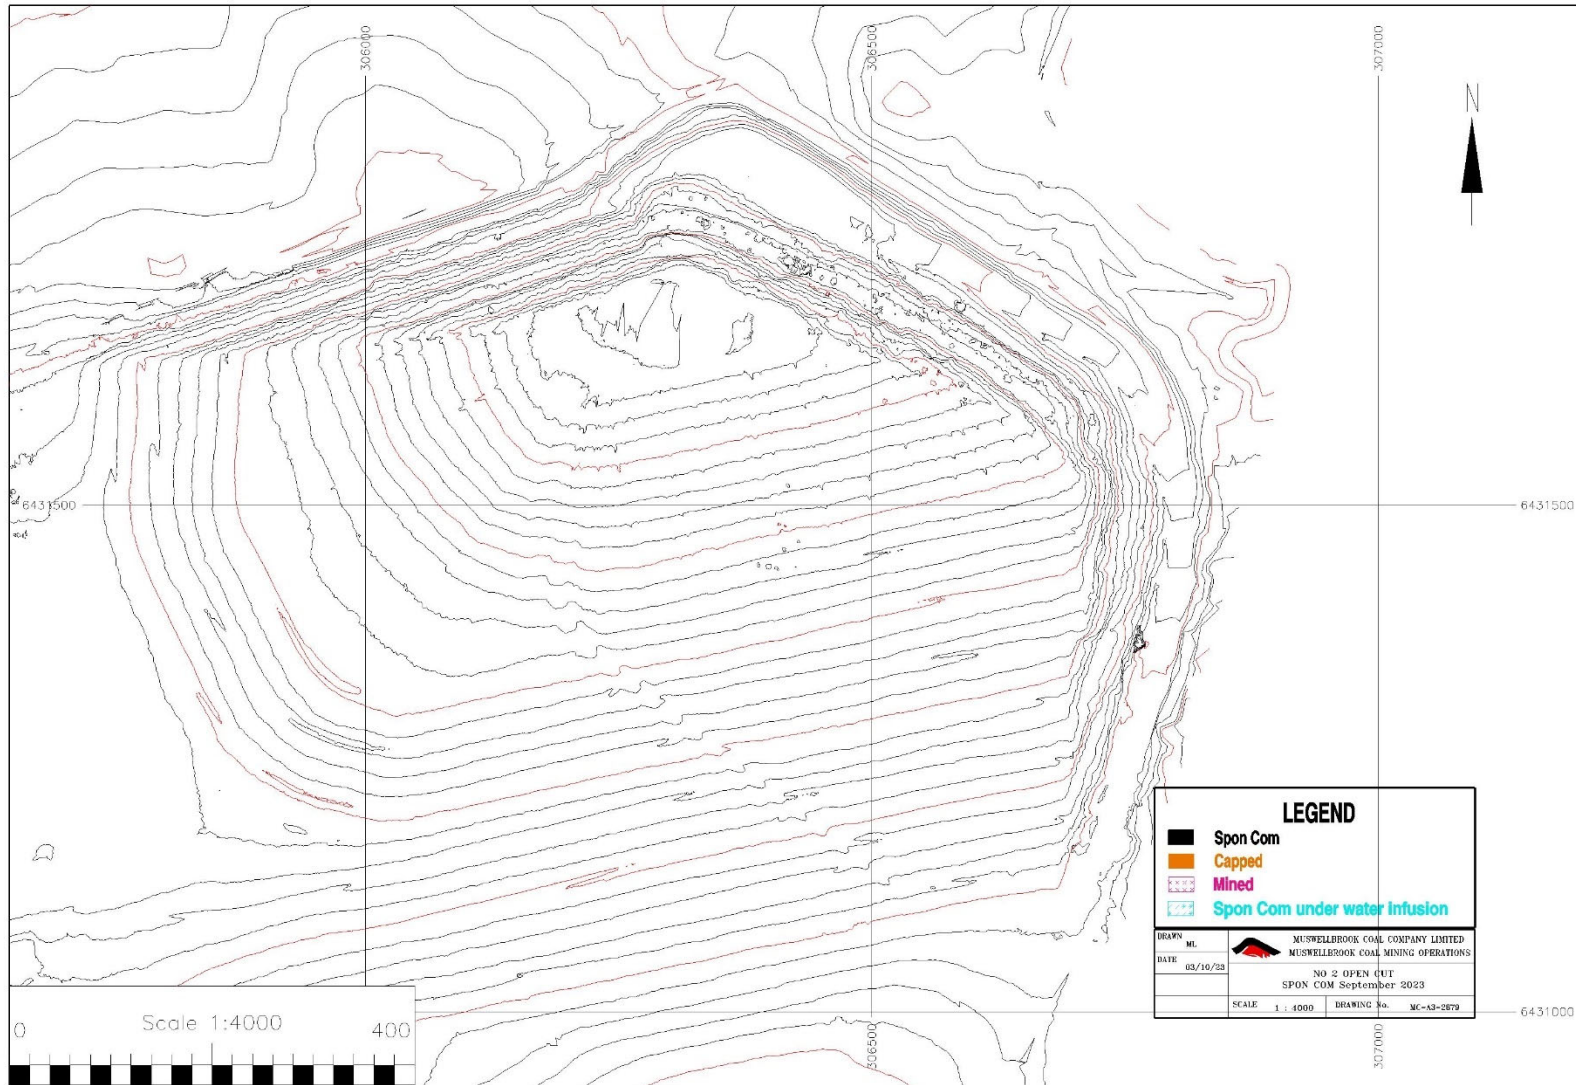 306000
306500
307000
N
6431500
6431500
LEGEND
Spon Com
Capped
Mined
Spon Com under water infusion
DRAWN
ML
DATE
03/10/23
MUSWELLBROOK COAL COMPANY LIMITED
MUSWELLBROOK COAL MINING OPERATIONS
NO 2 OPEN CUT
SPON COM September 2023
SCALE
1 : 4000
DRAWING No.
MC-A3-2879
6431000
0
Scale 1:4000
400
306500
307000